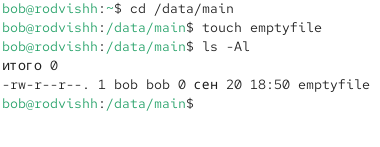 bob@rodvishh:~$ cd /data/main
bob@rodvishh:/data/main$ touch emptyfile
bob@rodvishh:/data/main$ ls -Al
итого 0
-rw-r--r--. 1 bob bob 0 сен 20 18:50 emptyfile
bob@rodvishh:/data/main$